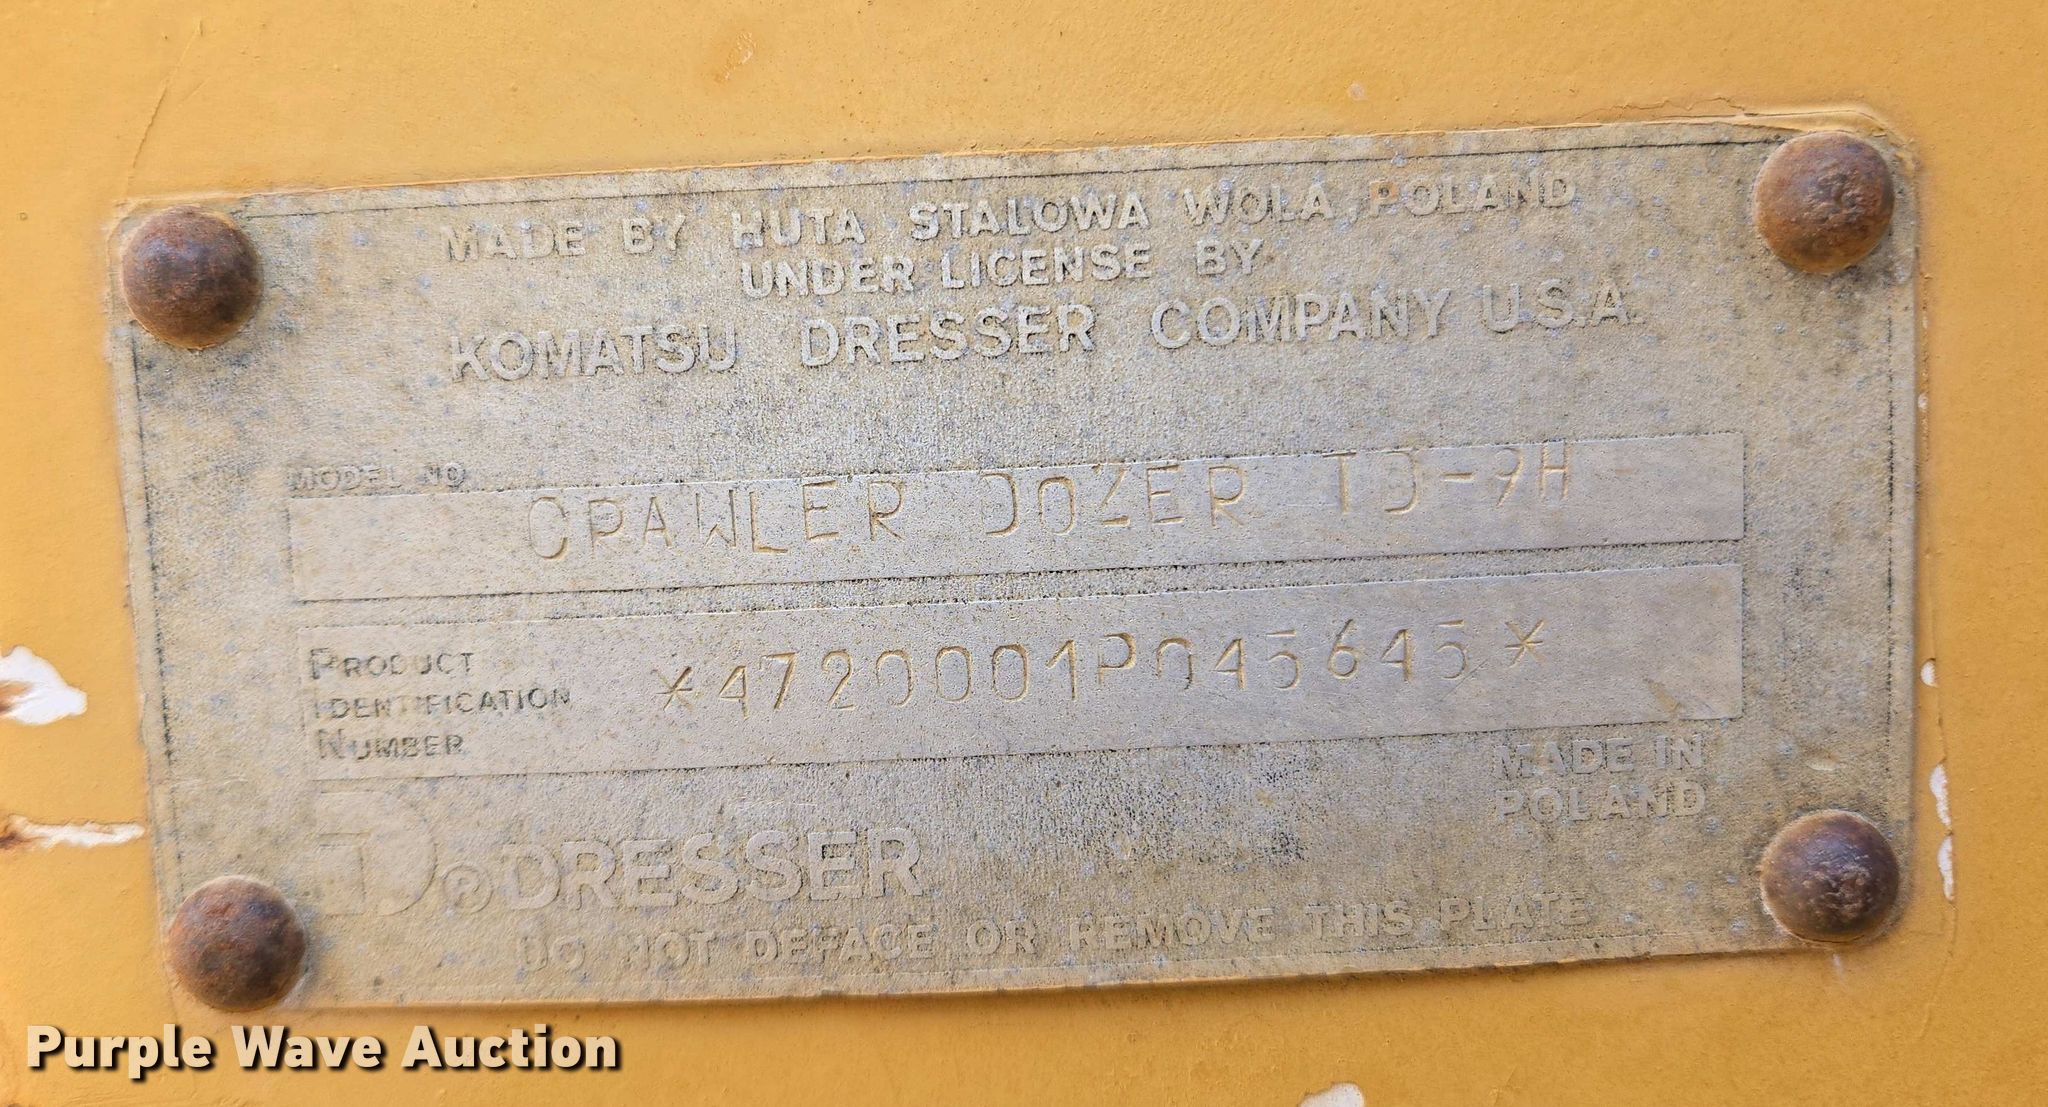 MADE BY HUTA STALOWA WOLA, POLAND
UNDER LICENSE BY
KOMATSU DRESSER COMPANY U.S.A.
MODEL NO
CRAWLER DOZER TD-9H
PRODUCT
IDENTIFICATION
NUMBER
*4720001P045645*
MADE IN
POLAND
D® DRESSER
DO NOT DEFACE OR REMOVE THIS PLATE
Purple Wave Auction